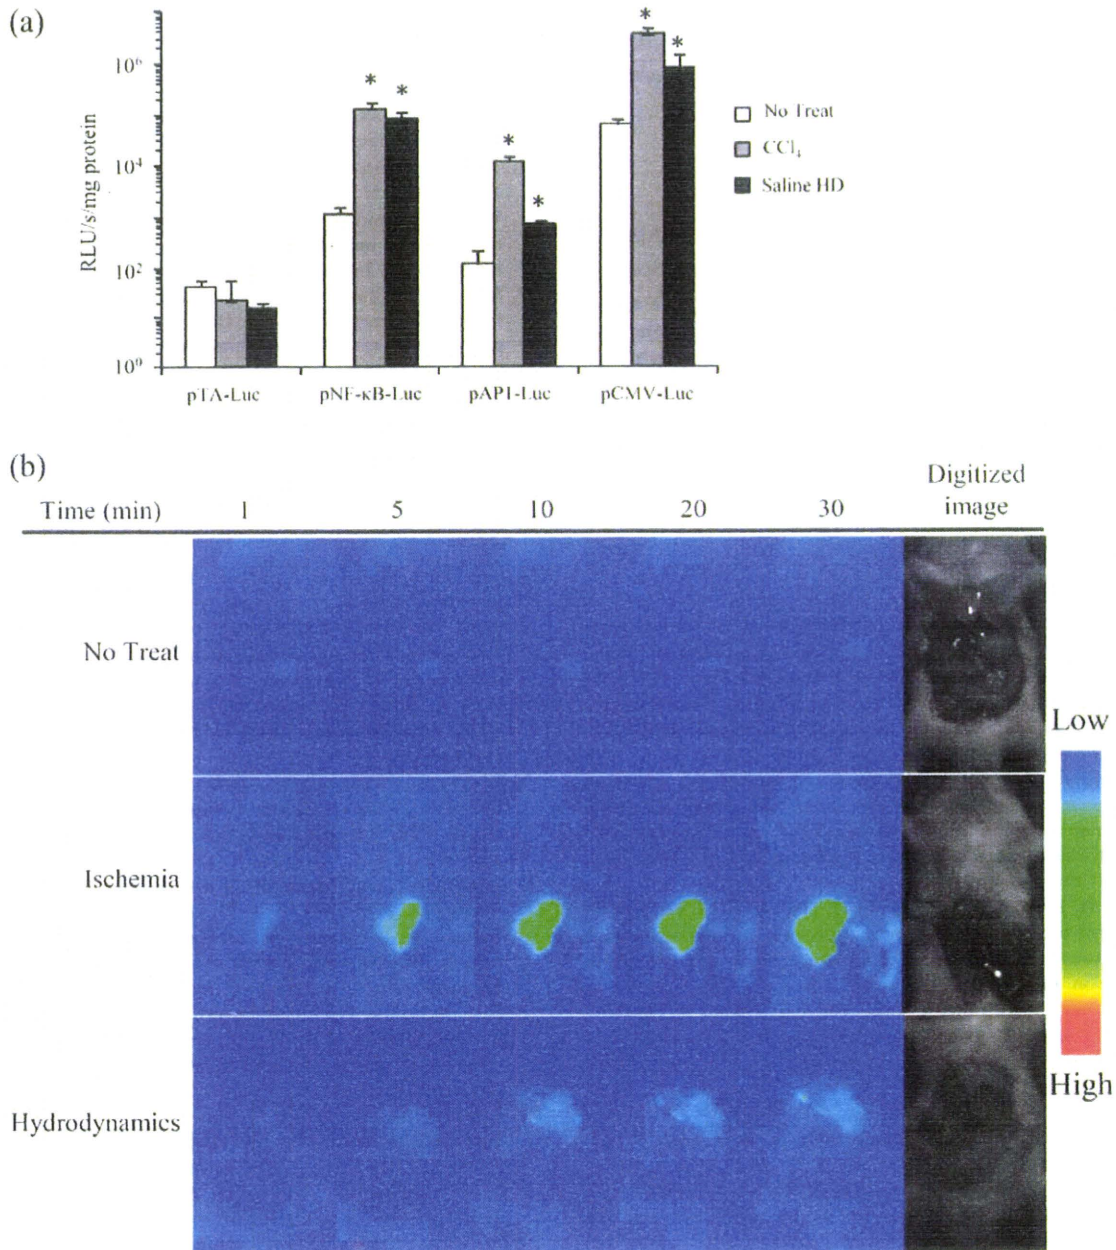 (a)
10⁶
10⁴
10²
10⁰
RLU/s/mg protein
* * * * * *
No Treat
CCl₄
Saline HD
pTA-Luc pNF-κB-Luc pAP1-Luc pCMV-Luc
(b)
Digitized
image
Time (min) 1 5 10 20 30
No Treat
Ischemia
Hydrodynamics
Low
High